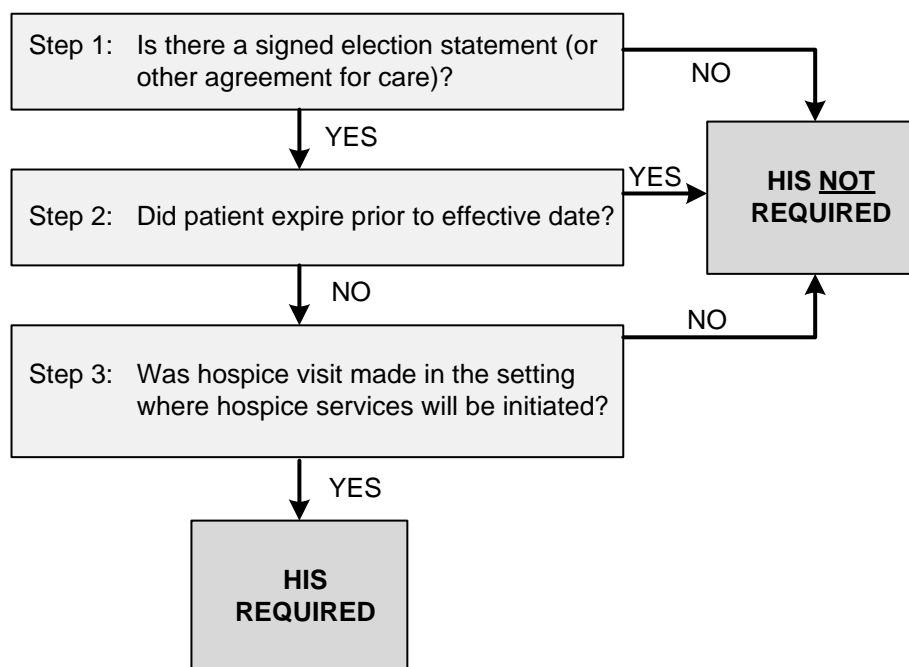 Step 1: Is there a signed election statement (or
other agreement for care)?
NO
YES
HIS NOT
REQUIRED
Step 2: Did patient expire prior to effective date?
YES
NO
NO
Step 3: Was hospice visit made in the setting
where hospice services will be initiated?
YES
HIS
REQUIRED